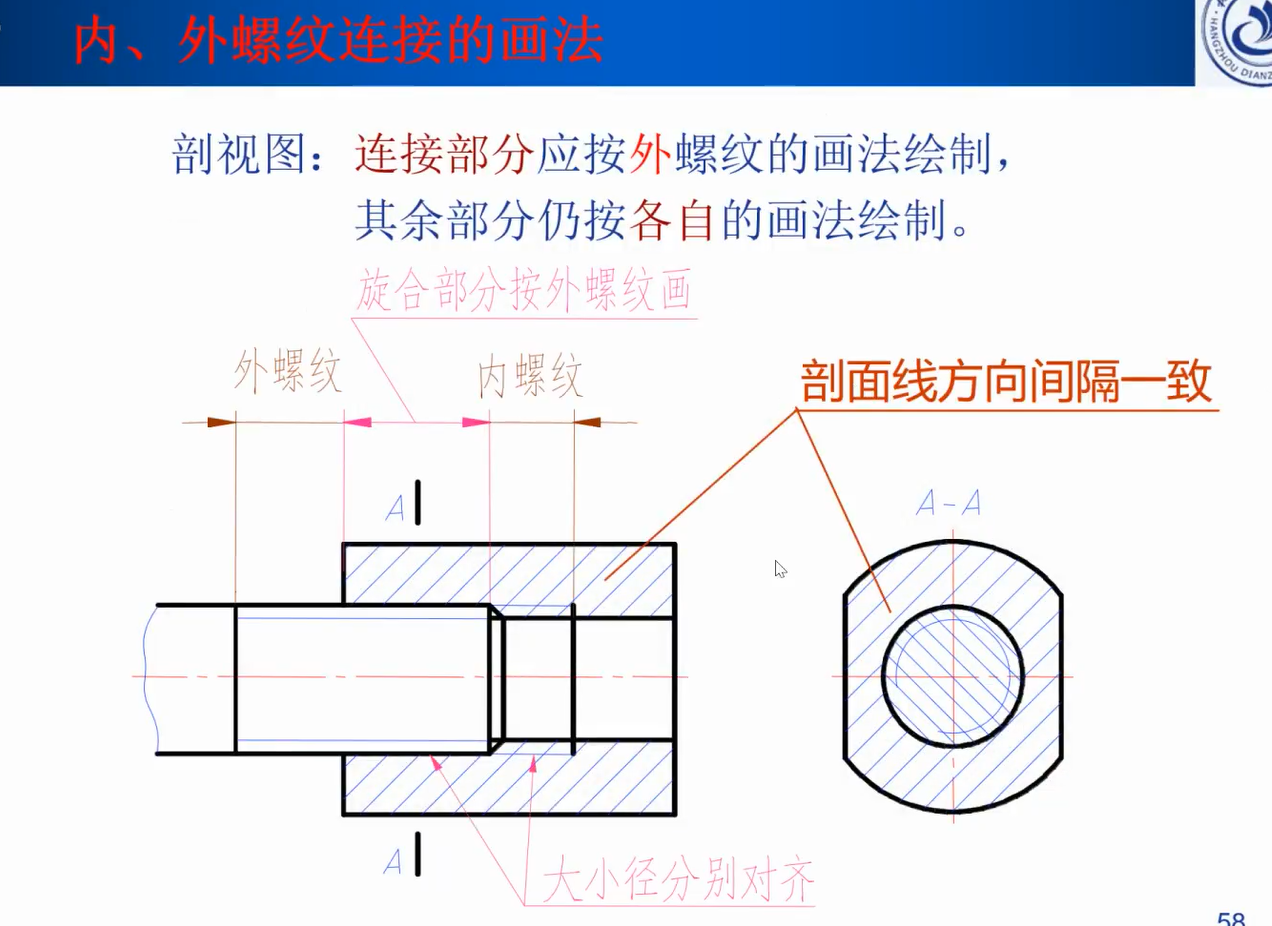 内、外螺纹连接的画法
HANGZHOU DIANZ
剖视图：连接部分应按外螺纹的画法绘制，
其余部分仍按各自的画法绘制。
旋合部分按外螺纹画
外螺纹
内螺纹
剖面线方向间隔一致
A
A-A
A
大小径分别对齐
58